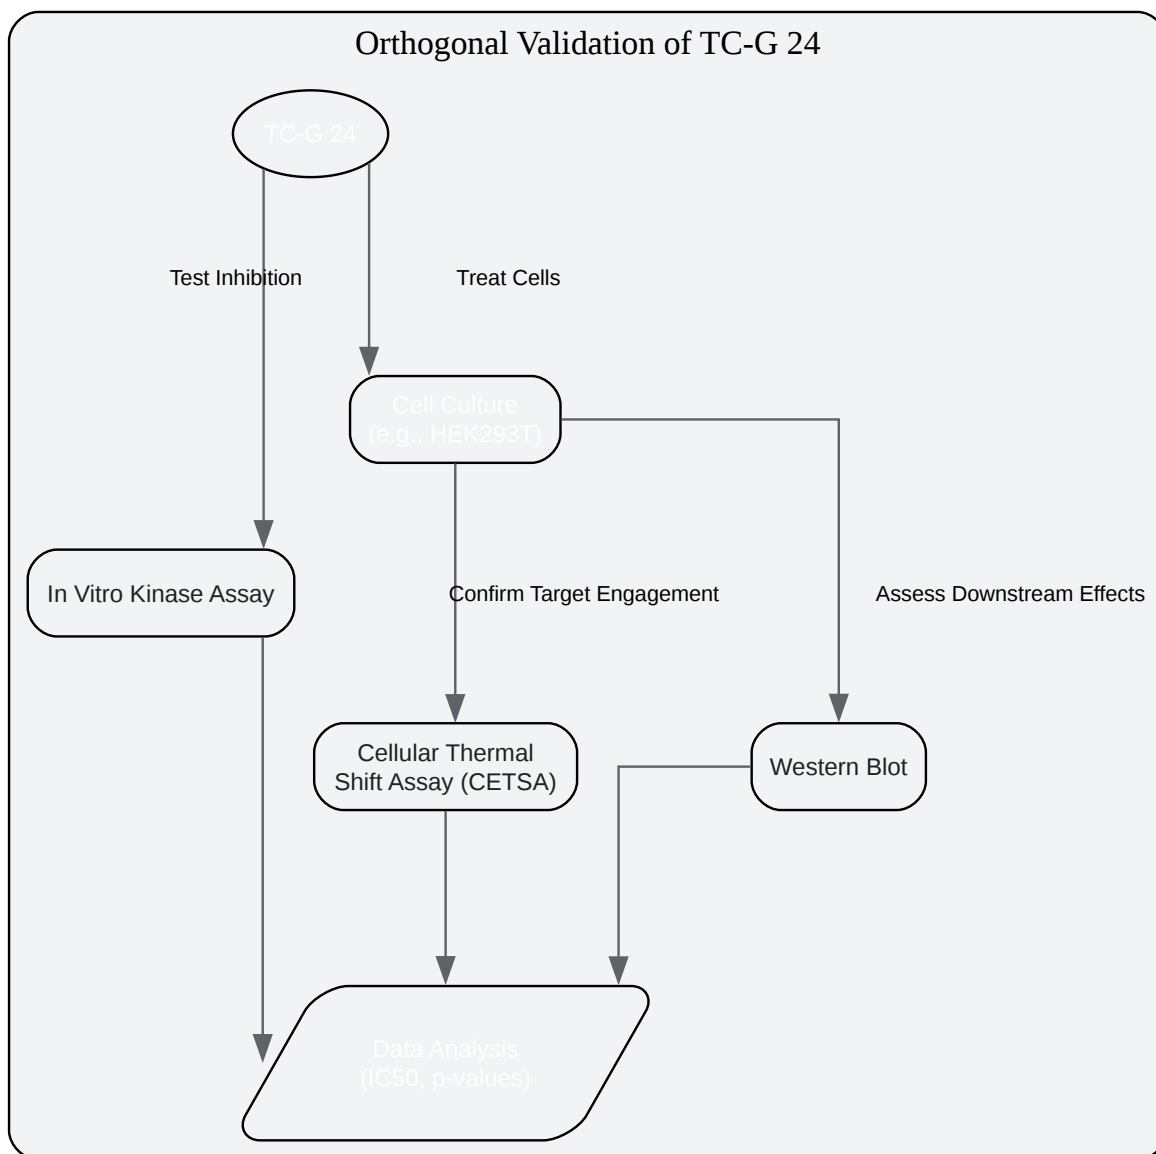 Orthogonal Validation of TC-G 24
TC-G 24
Test Inhibition
Treat Cells
Cell Culture
(e.g., HEK293T)
In Vitro Kinase Assay
Confirm Target Engagement
Assess Downstream Effects
Cellular Thermal
Shift Assay (CETSA)
Western Blot
Data Analysis
(IC50, p-values)